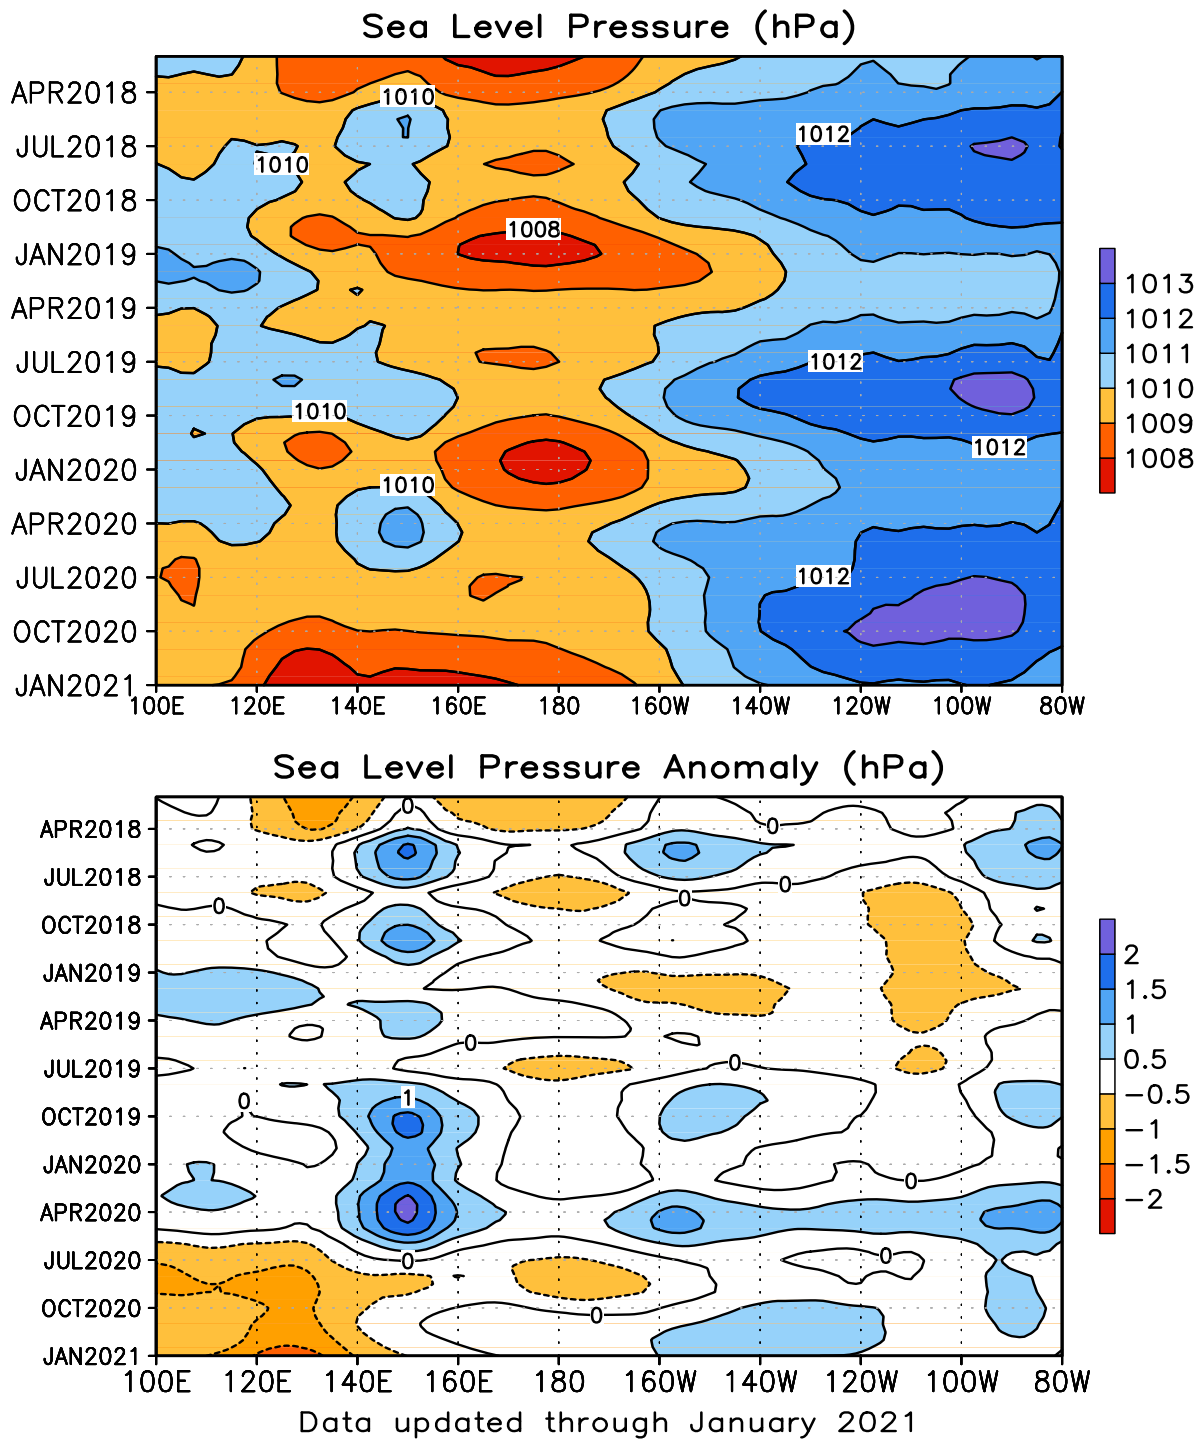 Sea Level Pressure (hPa)
APR2018
JUL2018
OCT2018
JAN2019
APR2019
JUL2019
OCT2019
JAN2020
APR2020
JUL2020
OCT2020
JAN2021
1010
1012
1010
1008
1012
1010
1012
1010
1012
100E 120E 140E 160E 180 160W 140W 120W 100W 80W
1013
1012
1011
1010
1009
1008
Sea Level Pressure Anomaly (hPa)
APR2018
JUL2018
OCT2018
JAN2019
APR2019
JUL2019
OCT2019
JAN2020
APR2020
JUL2020
OCT2020
JAN2021
0
0
0
0
0
0
0
1
0
0
0
0
0
100E 120E 140E 160E 180 160W 140W 120W 100W 80W
2
1.5
1
0.5
−0.5
−1
−1.5
−2
Data updated through January 2021